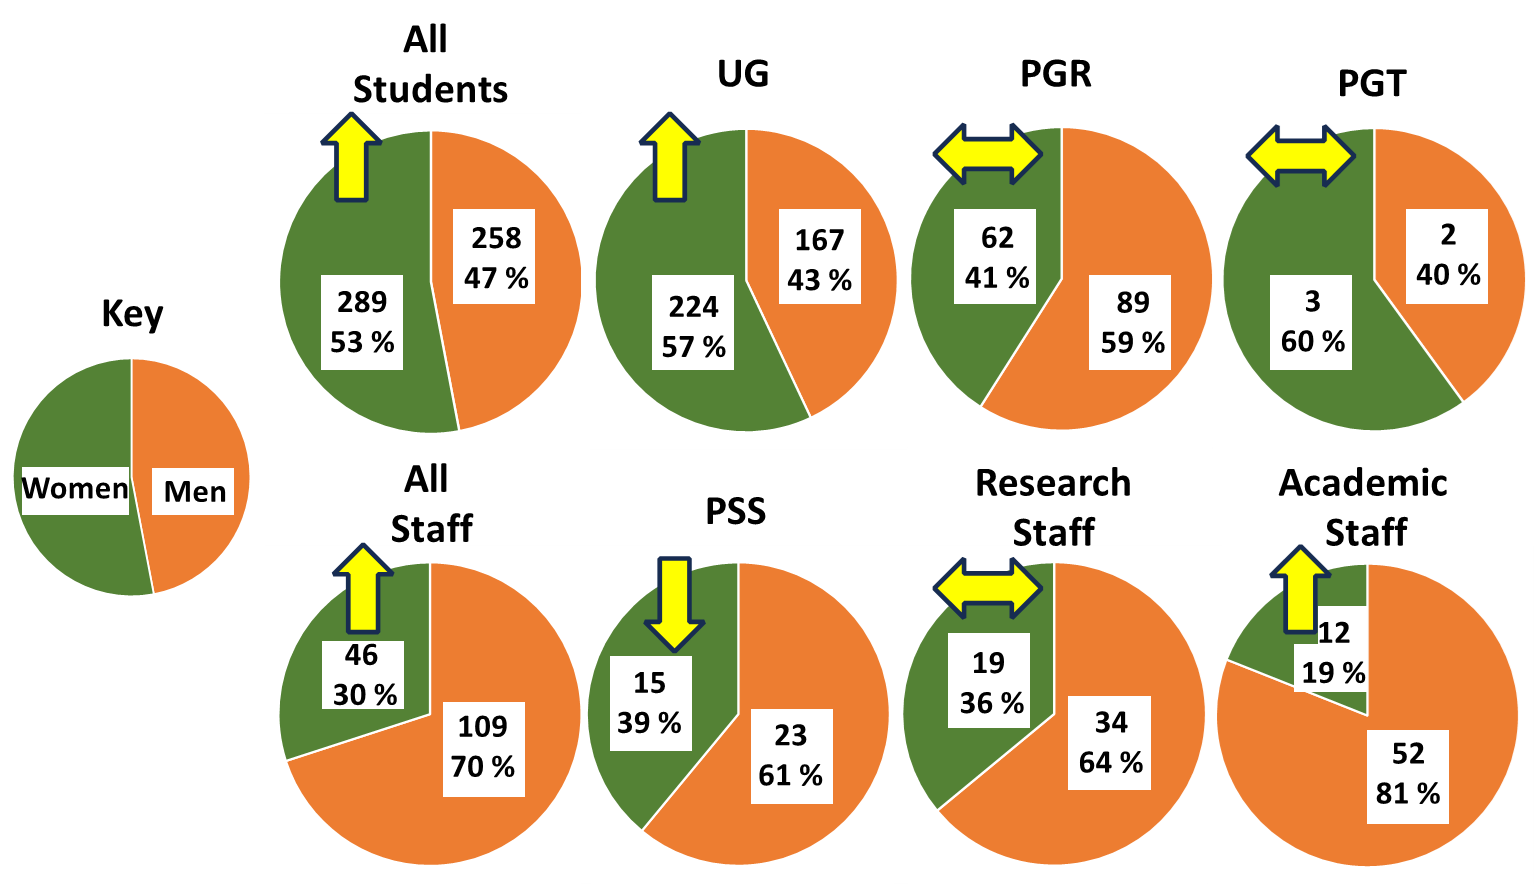 All
Students
UG
PGR
PGT
258
47 %
289
53 %
167
43 %
224
57 %
62
41 %
89
59 %
2
40 %
3
60 %
Key
Women
Men
All
Staff
PSS
Research
Staff
Academic
Staff
46
30 %
109
70 %
15
39 %
23
61 %
19
36 %
34
64 %
12
19 %
52
81 %